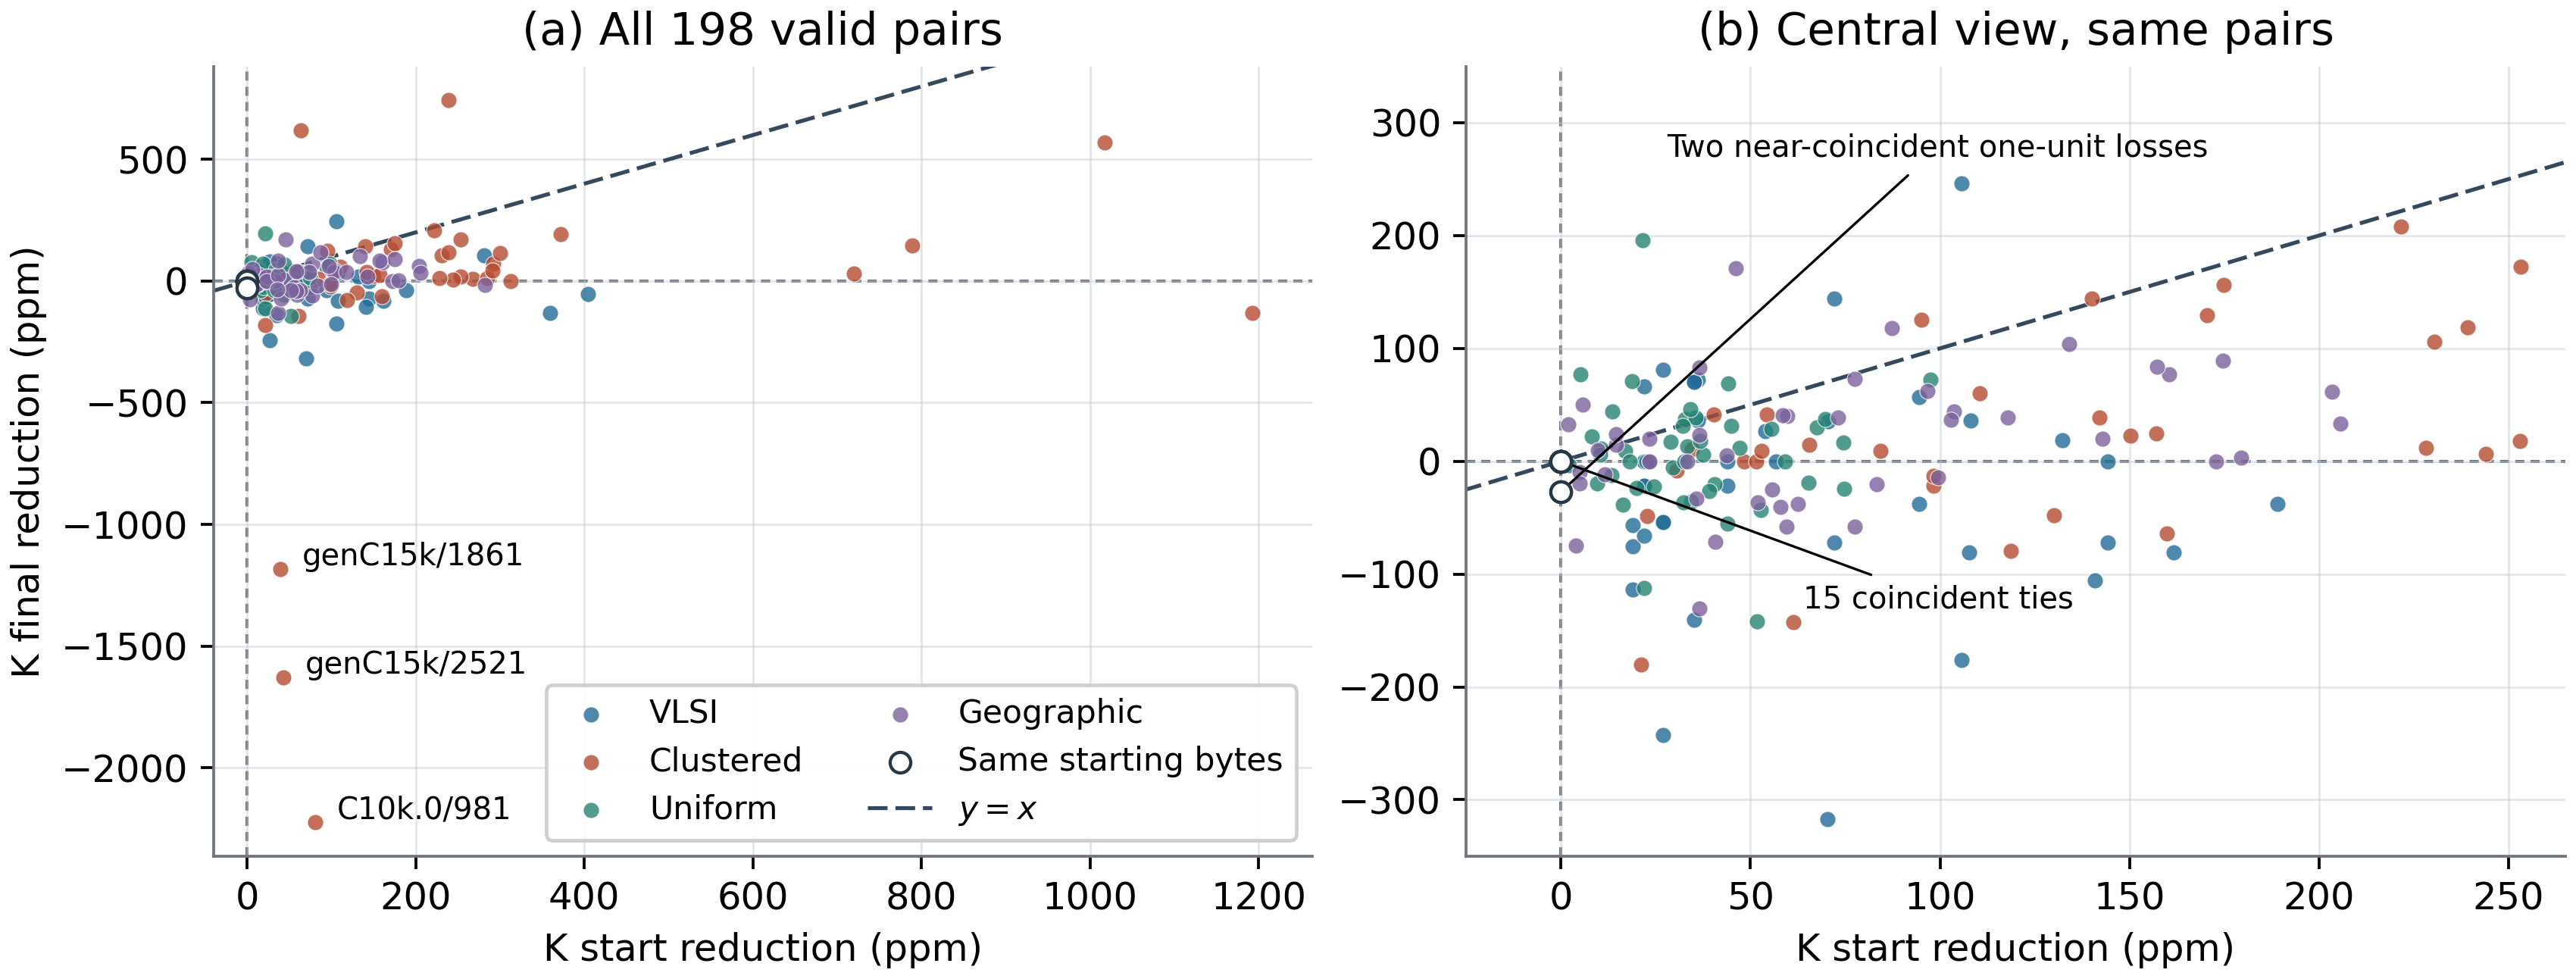 (a) All 198 valid pairs
K final reduction (ppm)
500
0
−500
−1000
−1500
−2000
genC15k/1861
genC15k/2521
C10k.0/981
VLSI
Clustered
Uniform
Geographic
Same starting bytes
y = x
0
200
400
600
800
1000
1200
K start reduction (ppm)
(b) Central view, same pairs
300
200
100
0
−100
−200
−300
Two near-coincident one-unit losses
15 coincident ties
0
50
100
150
200
250
K start reduction (ppm)